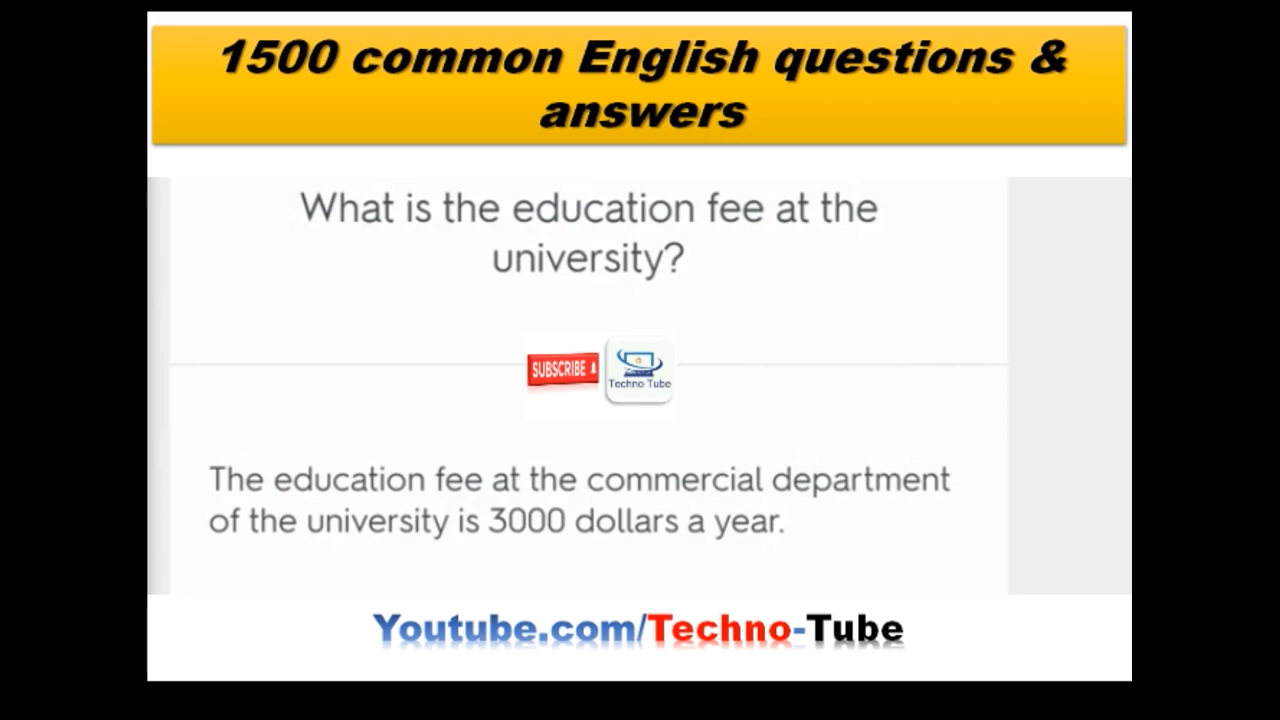 1500 common English questions &
answers
What is the education fee at the
university?
SUBSCRIBE
Techno Tube
The education fee at the commercial department
of the university is 3000 dollars a year.
Youtube.com/Techno-Tube